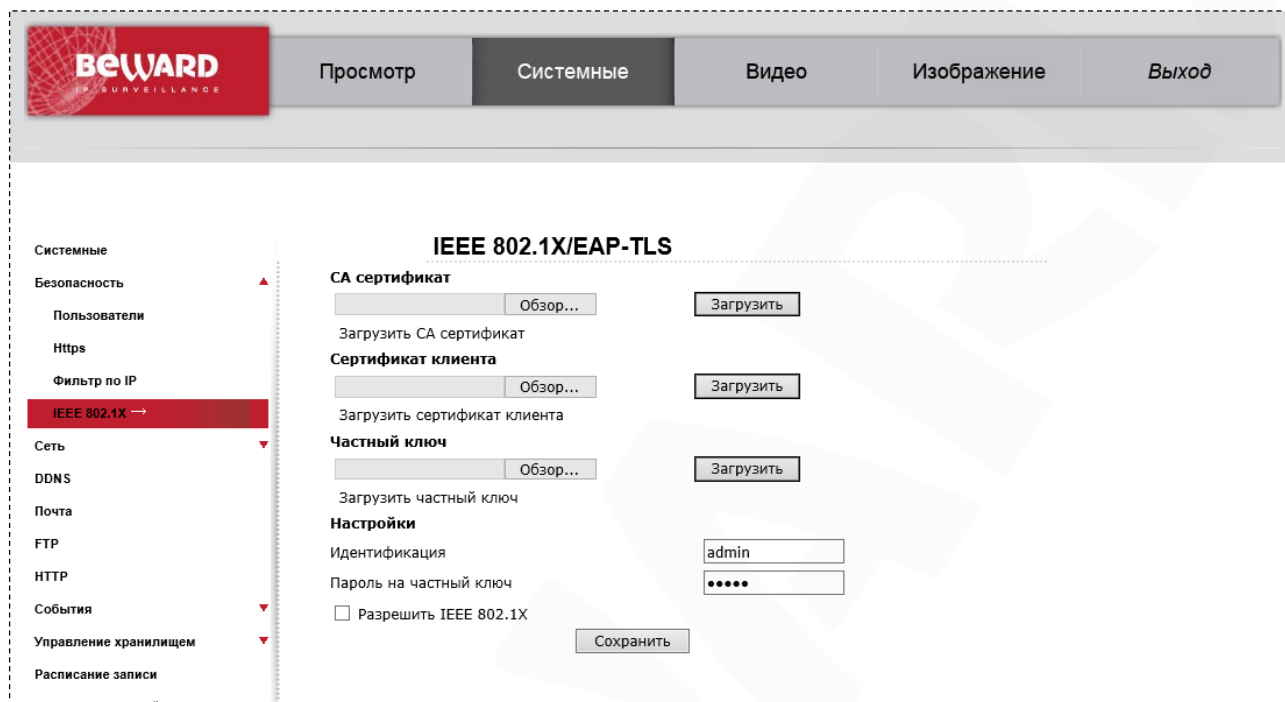 BEWARD
IP SURVEILLANCE
Просмотр Системные Видео Изображение Выход
IEEE 802.1X/EAP-TLS
Системные
Безопасность
Пользователи
Https
Фильтр по IP
IEEE 802.1X →
Сеть
DDNS
Почта
FTP
HTTP
События
Управление хранилищем
Расписание записи
CA сертификат
Обзор... Загрузить
Загрузить CA сертификат
Сертификат клиента
Обзор... Загрузить
Загрузить сертификат клиента
Частный ключ
Обзор... Загрузить
Загрузить частный ключ
Настройки
Идентификация admin
Пароль на частный ключ •••••
Разрешить IEEE 802.1X
Сохранить